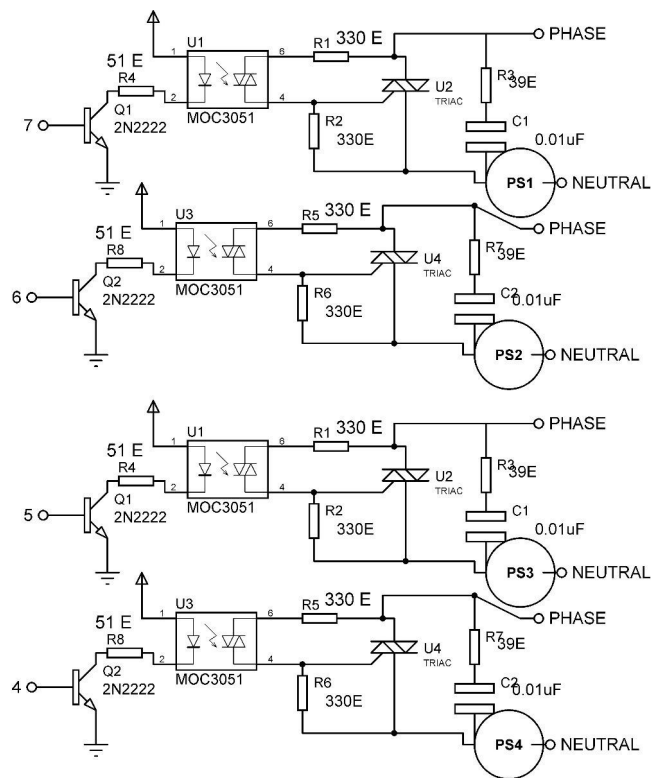 330 E PHASE
1 U1 6 R1
51 E R3
R4 39E
U2
TRIAC
Q1 2 4 C1
7 2N2222 MOC3051 R2 0.01uF
330E
PS1 NEUTRAL
330 E
1 U3 6 R5 PHASE
51 E R7
R8 39E
U4
TRIAC
Q2 2 4 C2
6 2N2222 MOC3051 R6 0.01uF
330E
PS2 NEUTRAL
330 E PHASE
1 U1 6 R1
51 E R3
R4 39E
U2
TRIAC
Q1 2 4 C1
5 2N2222 MOC3051 R2 0.01uF
330E
PS3 NEUTRAL
330 E
1 U3 6 R5 PHASE
51 E R7
R8 39E
U4
TRIAC
Q2 2 4 C2
4 2N2222 MOC3051 R6 0.01uF
330E
PS4 NEUTRAL